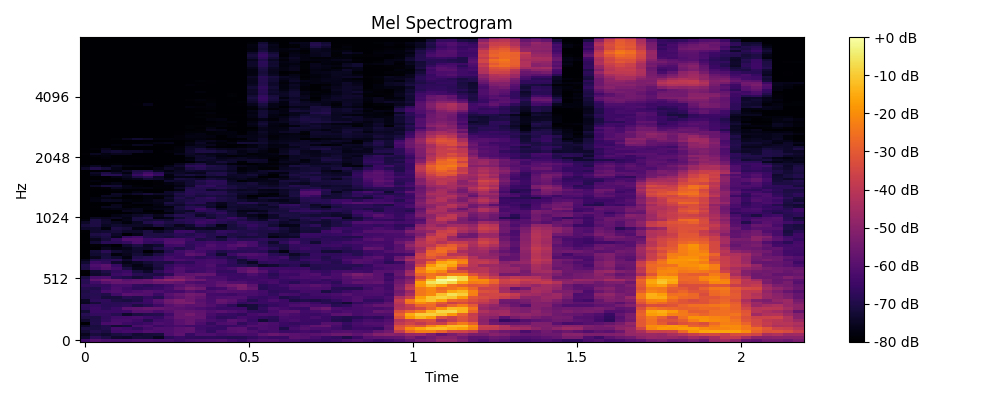 Mel Spectrogram
+0 dB
-10 dB
-20 dB
-30 dB
-40 dB
-50 dB
-60 dB
-70 dB
-80 dB
4096
2048
1024
512
0
Hz
0
0.5
1
1.5
2
Time